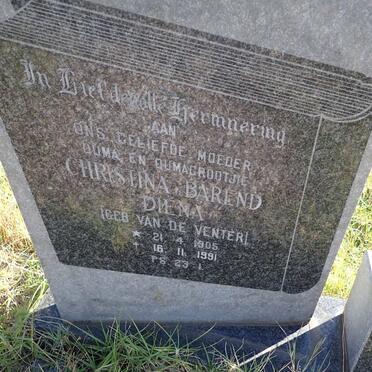 In Liefdevolle Herinnering
AAN
ONS GELIEFDE MOEDER
OUMA EN OUMAGROOTJIE
CHRISTINA BAREND
DIENA
(GEB VAN DE VENTER)
* 21.4.1905
† 16.11.1991
PS 23:1